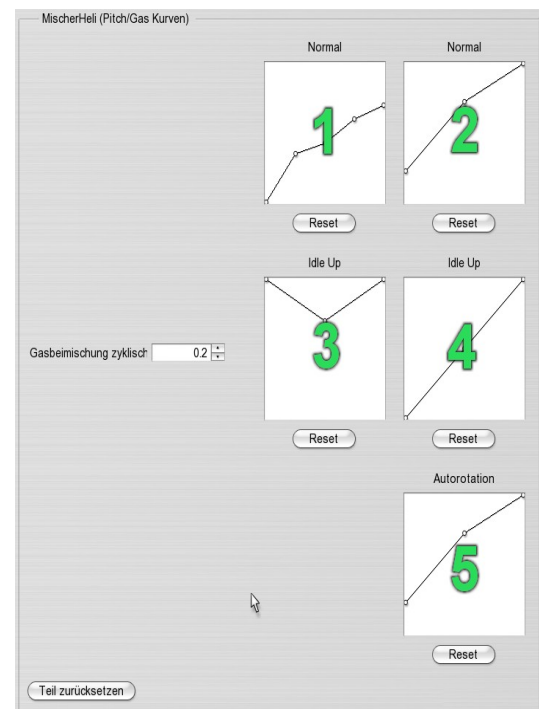 MischerHeli (Pitch/Gas Kurven)
Normal Normal
1 2
Reset Reset
Idle Up Idle Up
Gasbeimischung zyklisch 0.2
3 4
Reset Reset
Autorotation
5
Reset
Teil zurücksetzen